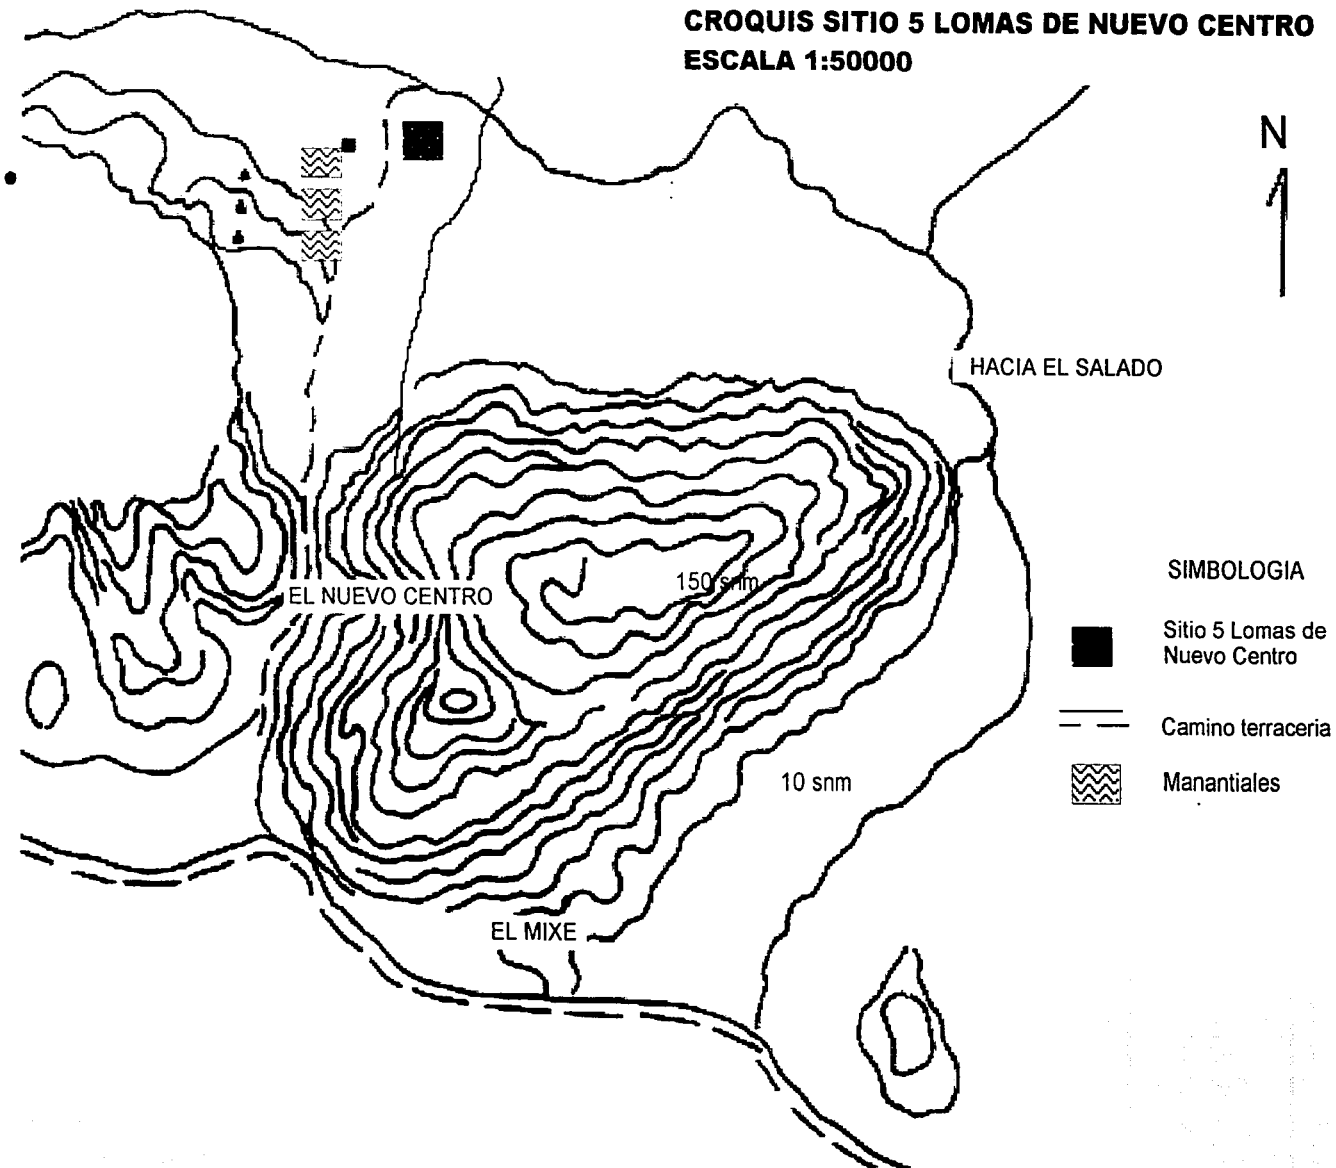 CROQUIS SITIO 5 LOMAS DE NUEVO CENTRO
ESCALA 1:50000
N
HACIA EL SALADO
150 snm
EL NUEVO CENTRO
SIMBOLOGIA
Sitio 5 Lomas de
Nuevo Centro
Camino terraceria
10 snm
Manantiales
EL MIXE